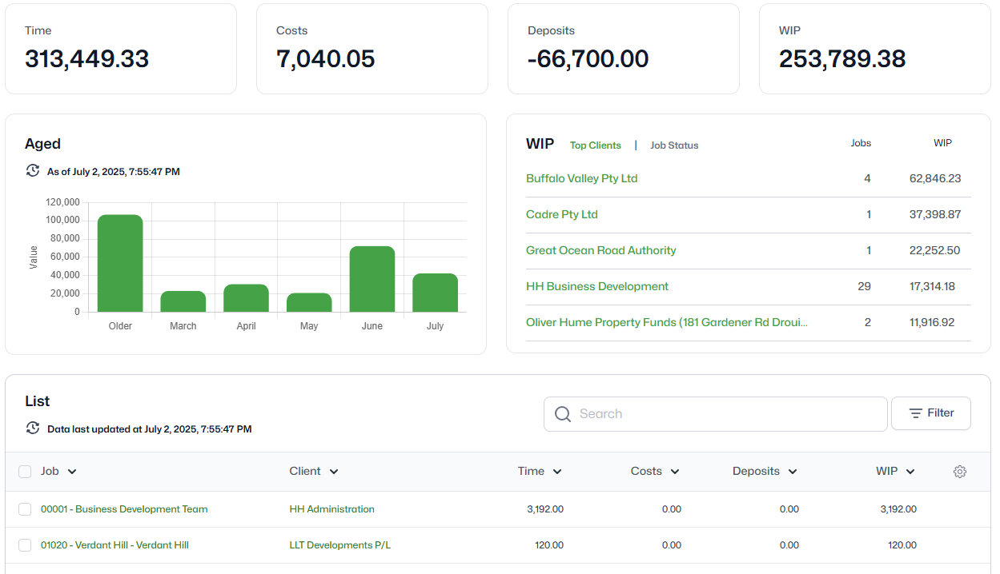 Time
313,449.33
Costs
7,040.05
Deposits
-66,700.00
WIP
253,789.38
Aged
As of July 2, 2025, 7:55:47 PM
Value
120,000
100,000
80,000
60,000
40,000
20,000
0
Older March April May June July
WIP Top Clients | Job Status Jobs WIP
Buffalo Valley Pty Ltd 4 62,846.23
Cadre Pty Ltd 1 37,398.87
Great Ocean Road Authority 1 22,252.50
HH Business Development 29 17,314.18
Oliver Hume Property Funds (181 Gardener Rd Droui... 2 11,916.92
List
Data last updated at July 2, 2025, 7:55:47 PM
Search
Filter
Job Client Time Costs Deposits WIP
00001 - Business Development Team HH Administration 3,192.00 0.00 0.00 3,192.00
01020 - Verdant Hill - Verdant Hill LLT Developments P/L 120.00 0.00 0.00 120.00